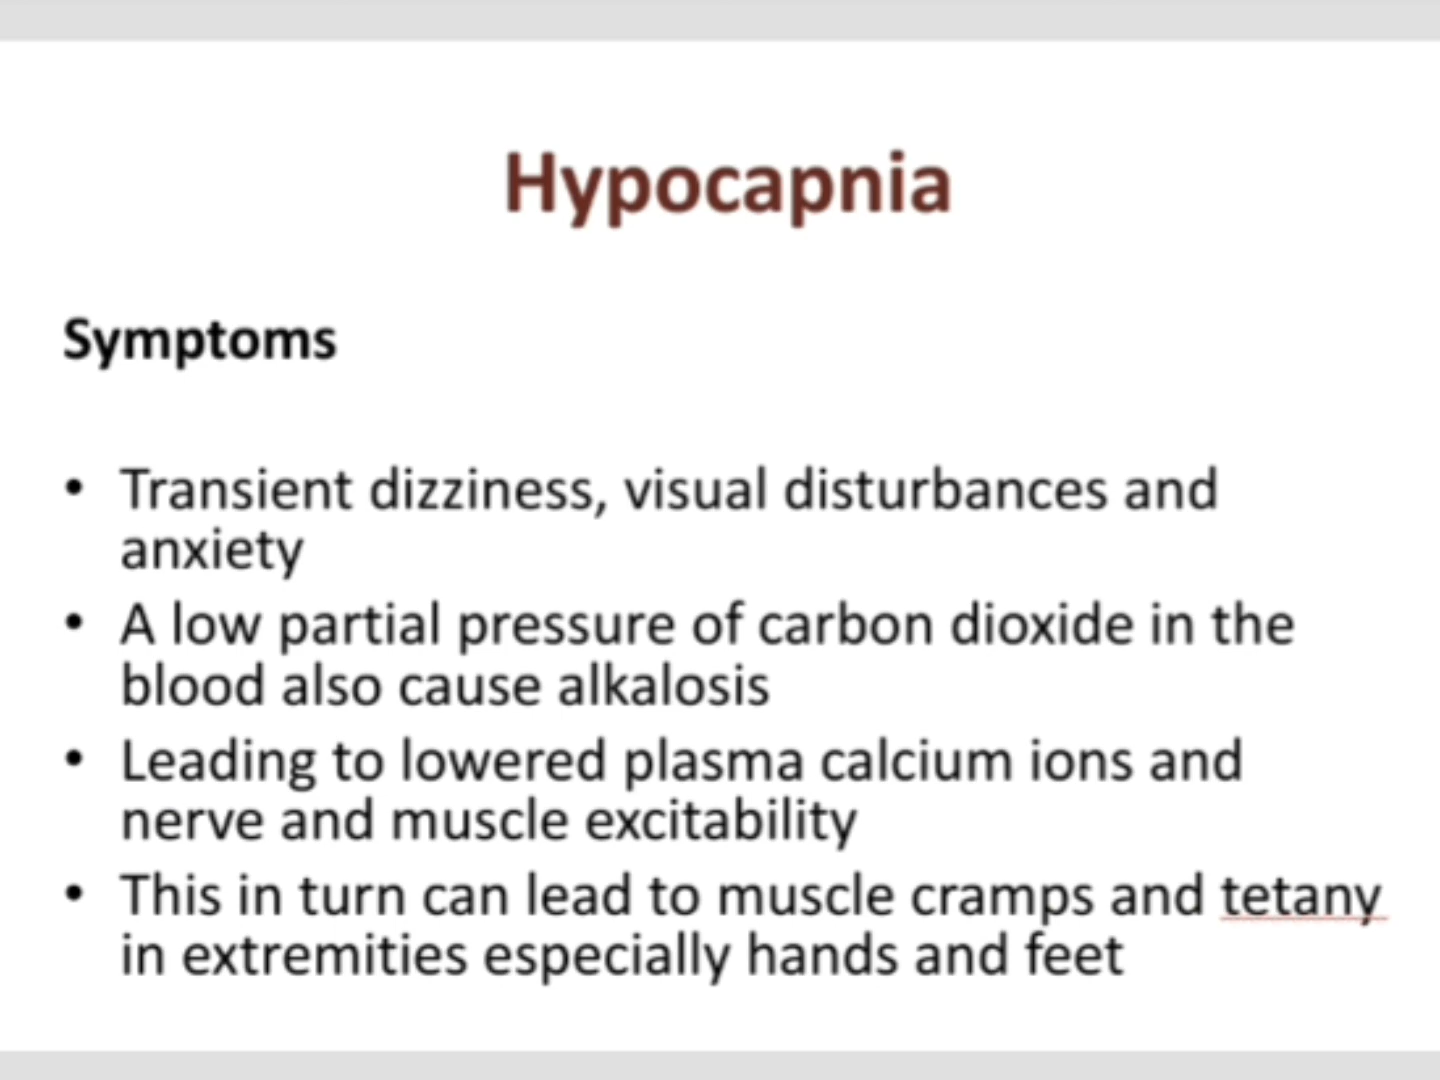 Hypocapnia
Symptoms
• Transient dizziness, visual disturbances and
anxiety
• A low partial pressure of carbon dioxide in the
blood also cause alkalosis
• Leading to lowered plasma calcium ions and
nerve and muscle excitability
• This in turn can lead to muscle cramps and tetany
in extremities especially hands and feet